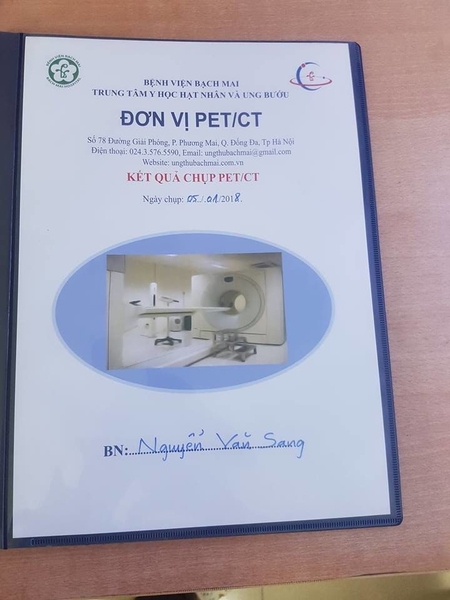 BỆNH VIỆN BẠCH MAI
TRUNG TÂM Y HỌC HẠT NHÂN VÀ UNG BƯỚU
ĐƠN VỊ PET/CT
Số 78 Đường Giải Phóng, P. Phương Mai, Q. Đống Đa, Tp Hà Nội
Điện thoại: 024.3.576.5590, Email: ungthubachmai@gmail.com
Website: ungthubachmai.com.vn
KẾT QUẢ CHỤP PET/CT
Ngày chụp: 05../..01/2018.
BN: Nguyễn Văn Sang